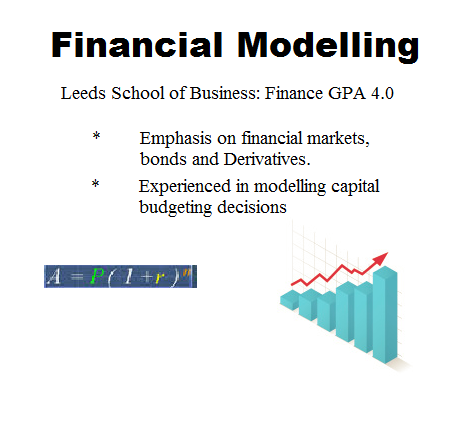 Financial Modelling
Leeds School of Business: Finance GPA 4.0
* Emphasis on financial markets,
bonds and Derivatives.
* Experienced in modelling capital
budgeting decisions
A = P(1+r)^n